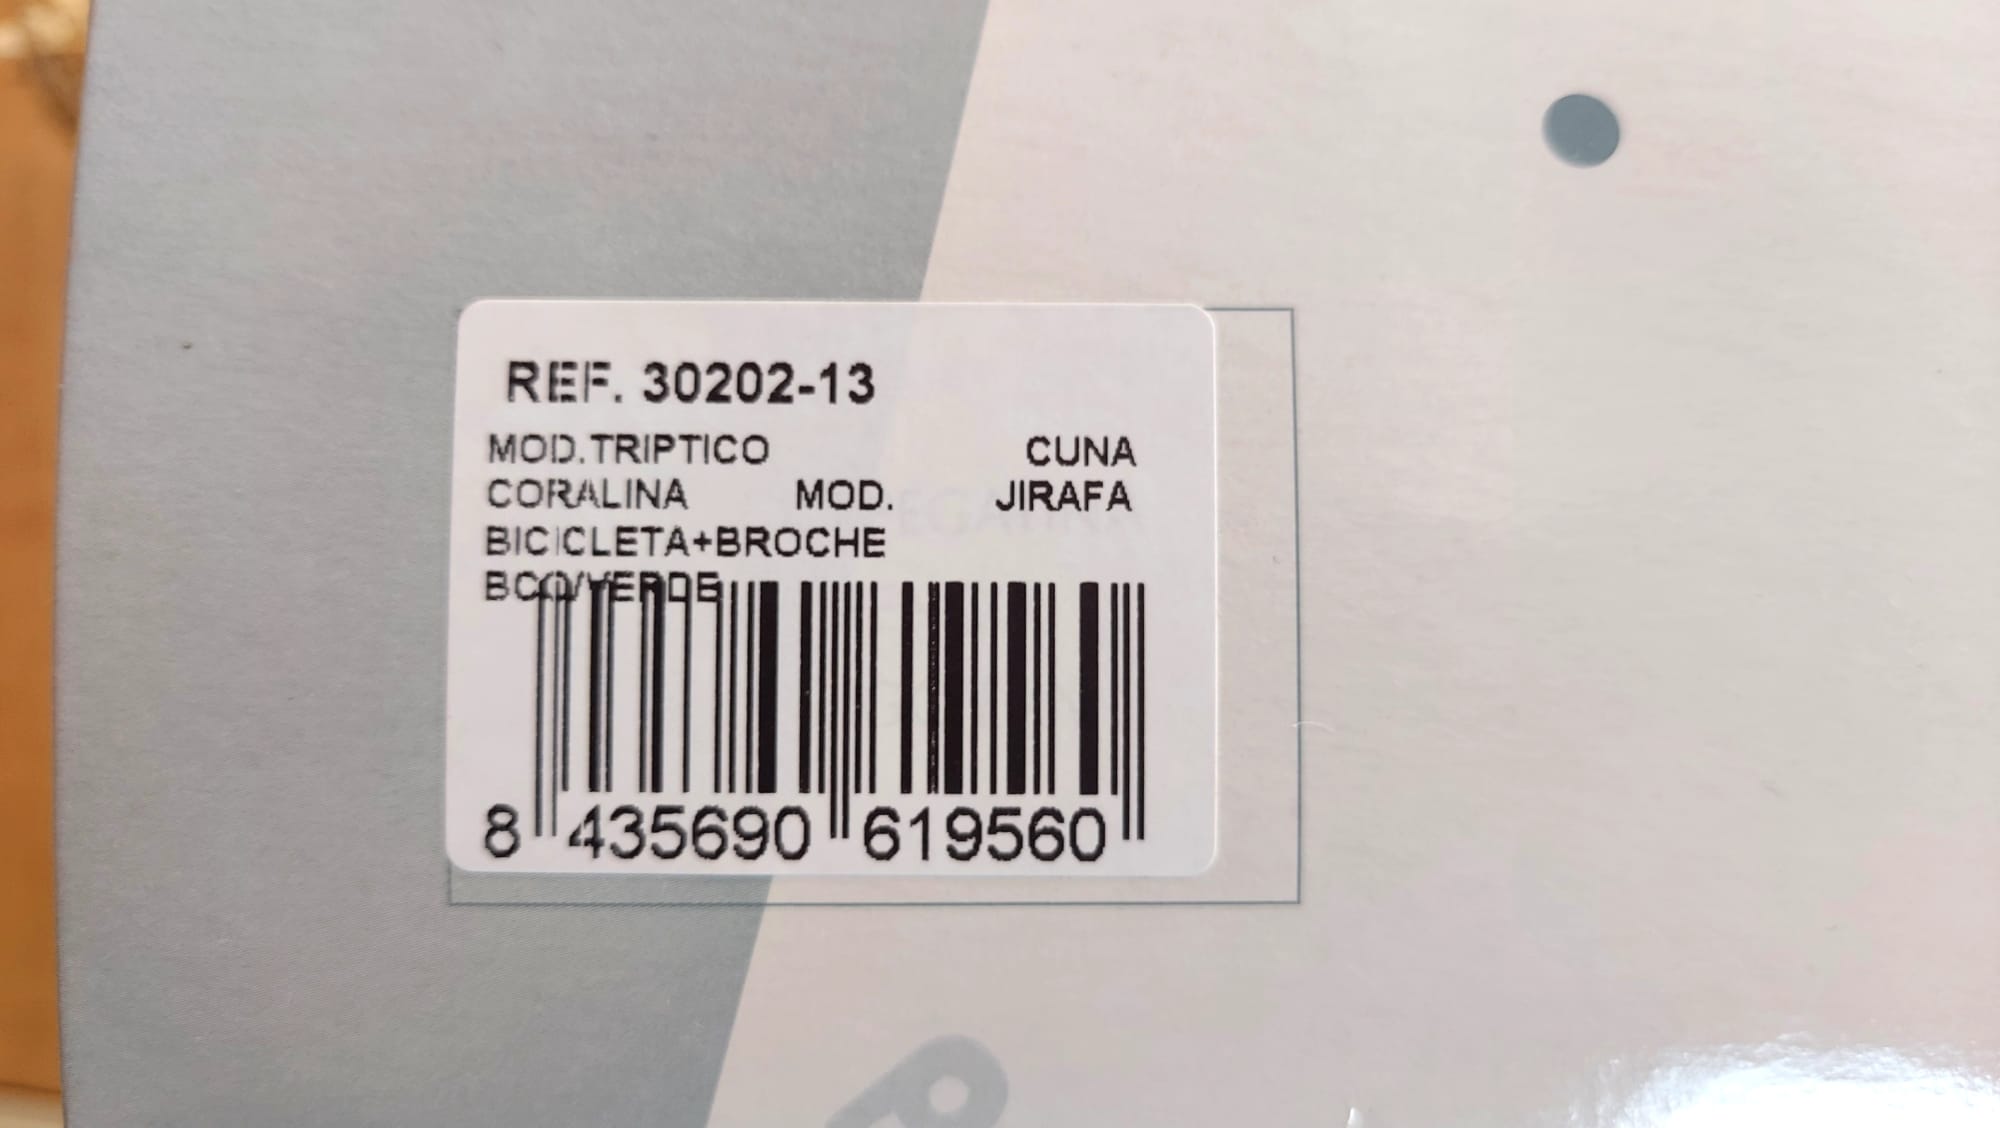 REF. 30202-13
MOD.TRIPTICO CUNA
CORALINA MOD. JIRAFA
BICICLETA+BROCHE
BCO/VERDE
8 435690 619560